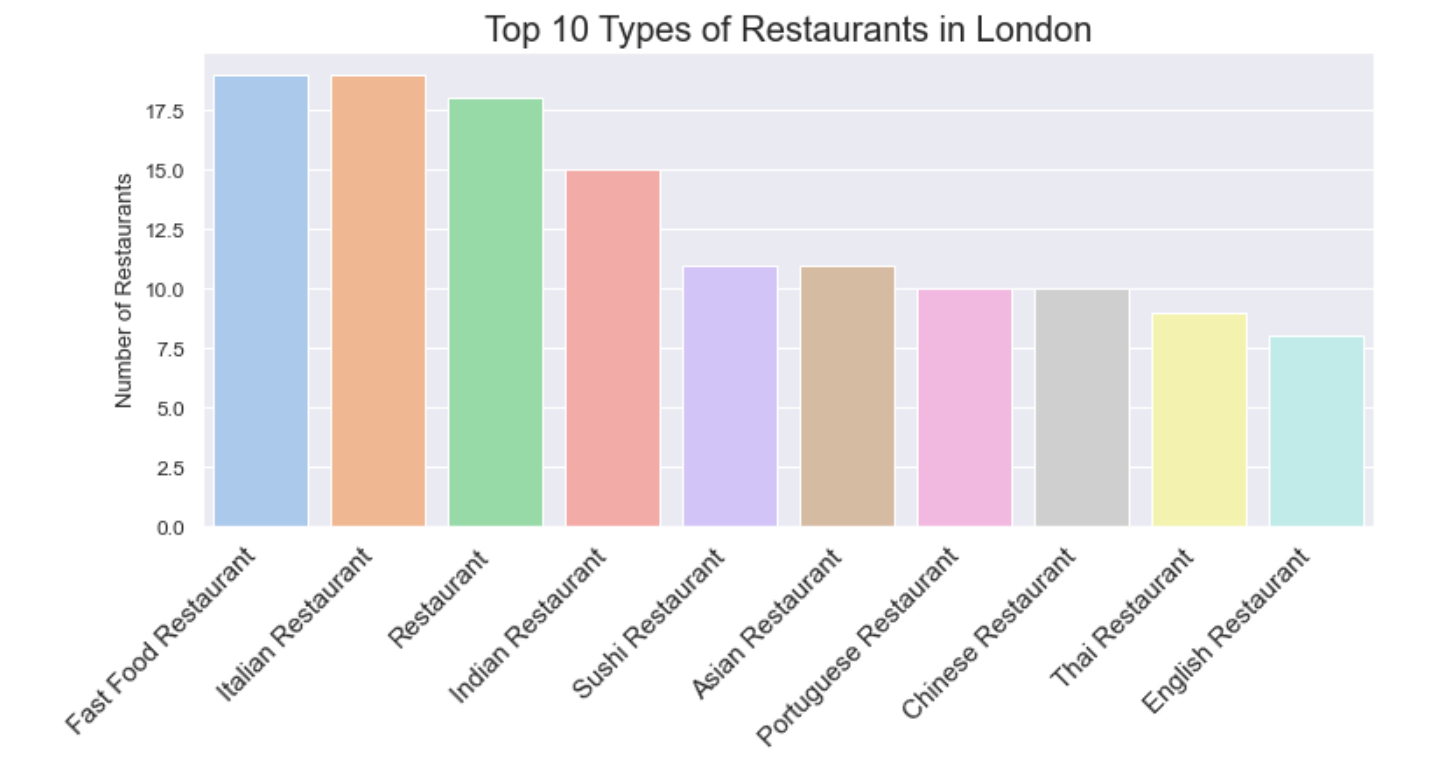 Top 10 Types of Restaurants in London
Number of Restaurants
17.5
15.0
12.5
10.0
7.5
5.0
2.5
0.0
Fast Food Restaurant
Italian Restaurant
Restaurant
Indian Restaurant
Sushi Restaurant
Asian Restaurant
Portuguese Restaurant
Chinese Restaurant
Thai Restaurant
English Restaurant